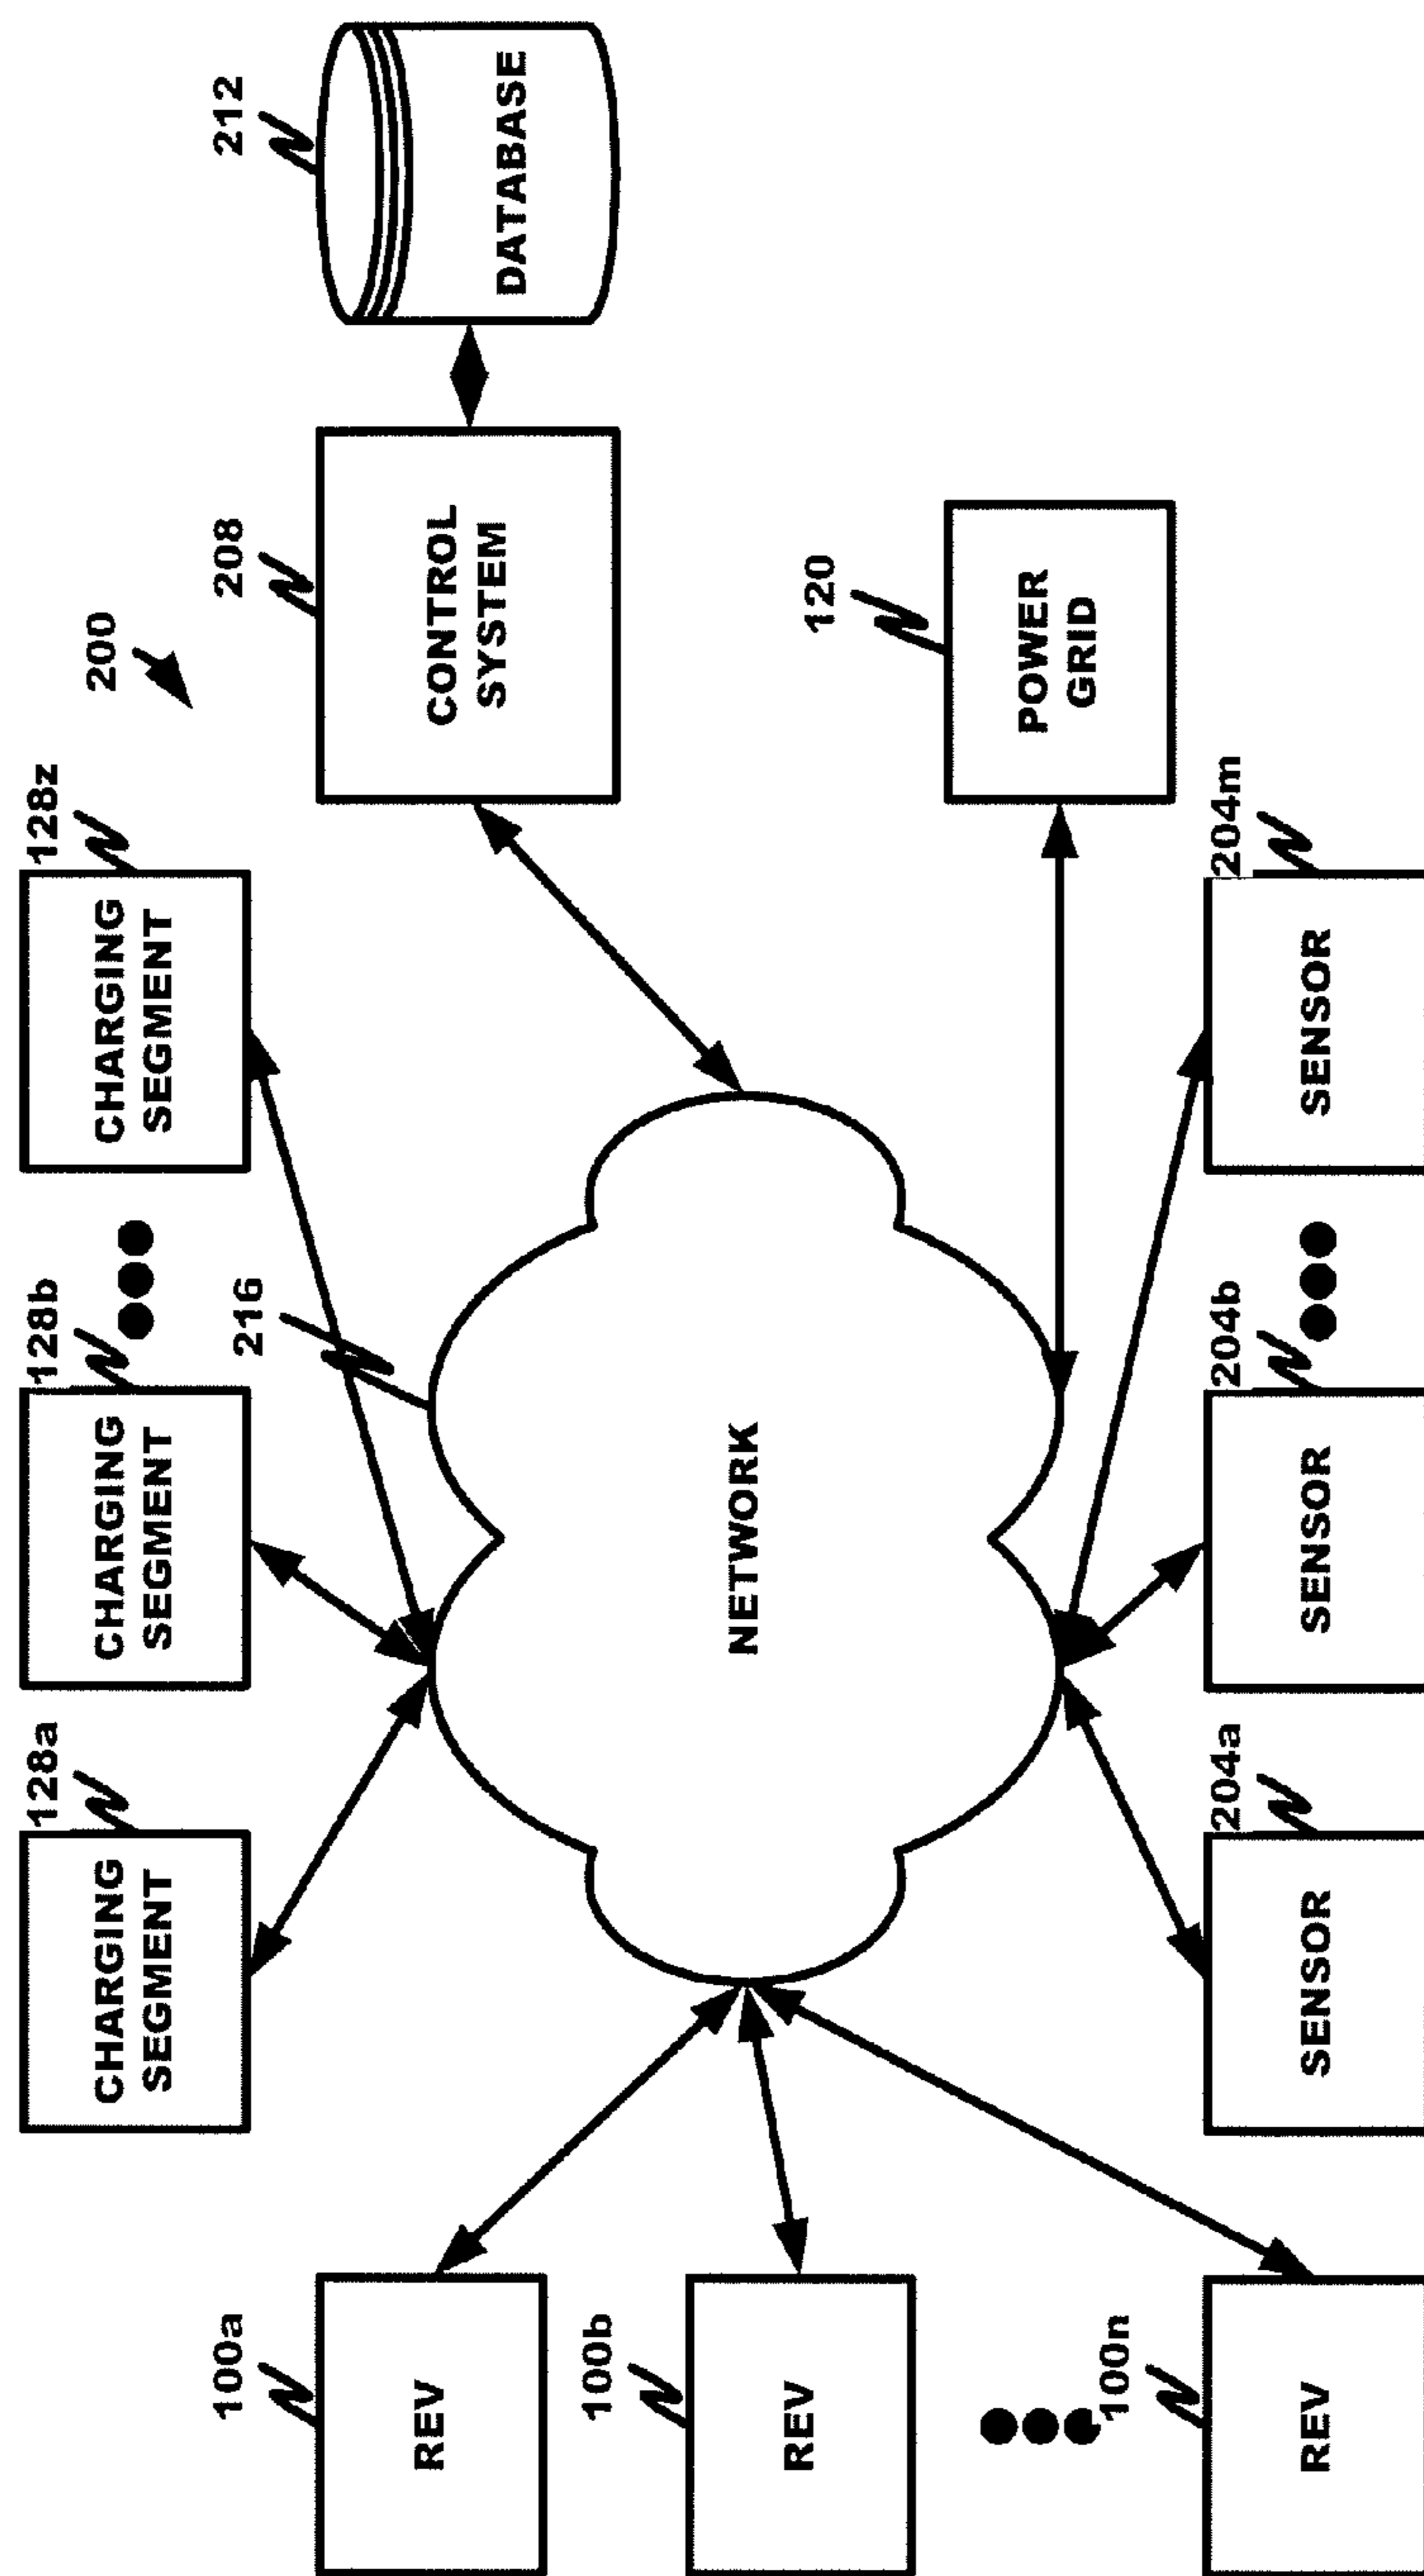 128a
CHARGING
SEGMENT
128b
CHARGING
SEGMENT
128z
CHARGING
SEGMENT
200
100a
REV
216
208
CONTROL
SYSTEM
212
DATABASE
100b
REV
NETWORK
120
POWER
GRID
100n
REV
204a
SENSOR
204b
SENSOR
204m
SENSOR